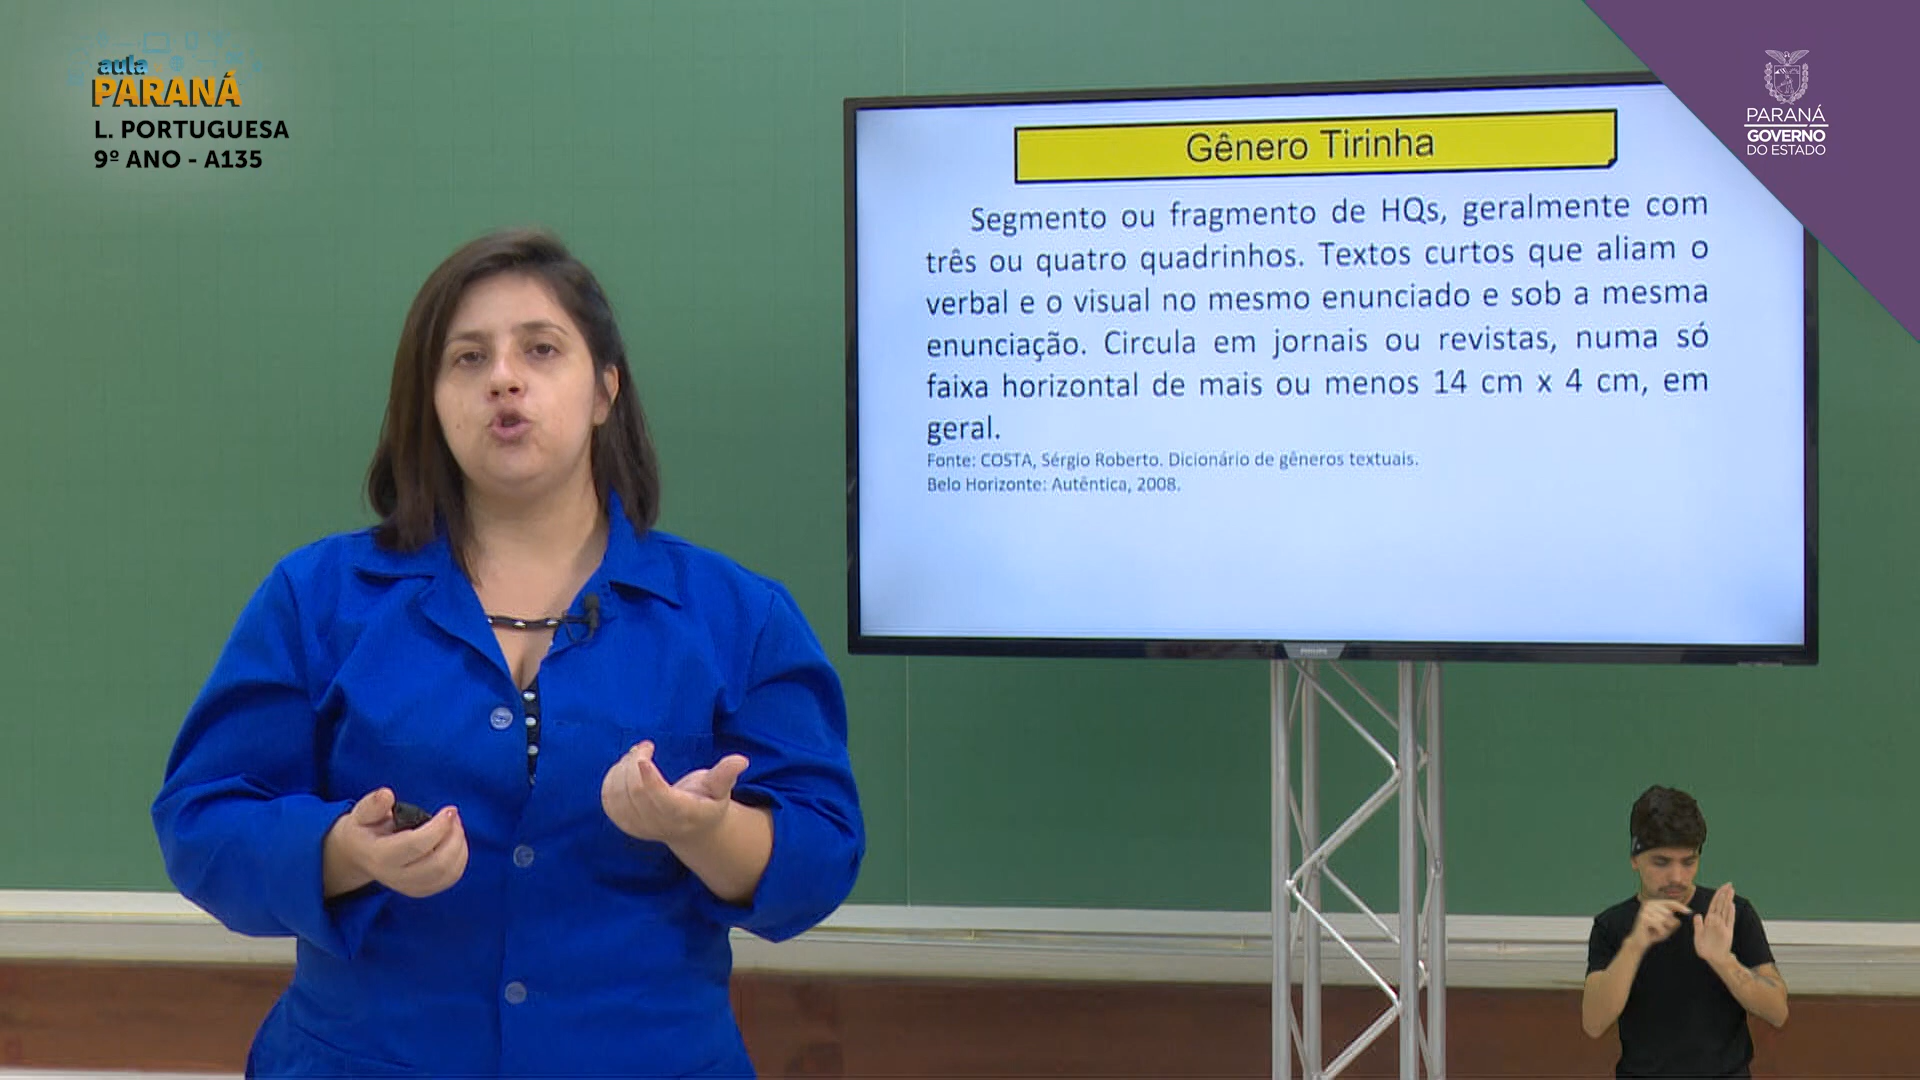 aula
PARANÁ
L. PORTUGUESA
9º ANO - A135
PARANÁ
GOVERNO
DO ESTADO
Gênero Tirinha
Segmento ou fragmento de HQs, geralmente com
três ou quatro quadrinhos. Textos curtos que aliam o
verbal e o visual no mesmo enunciado e sob a mesma
enunciação. Circula em jornais ou revistas, numa só
faixa horizontal de mais ou menos 14 cm x 4 cm, em
geral.
Fonte: COSTA, Sérgio Roberto. Dicionário de gêneros textuais.
Belo Horizonte: Autêntica, 2008.
PHILIPS